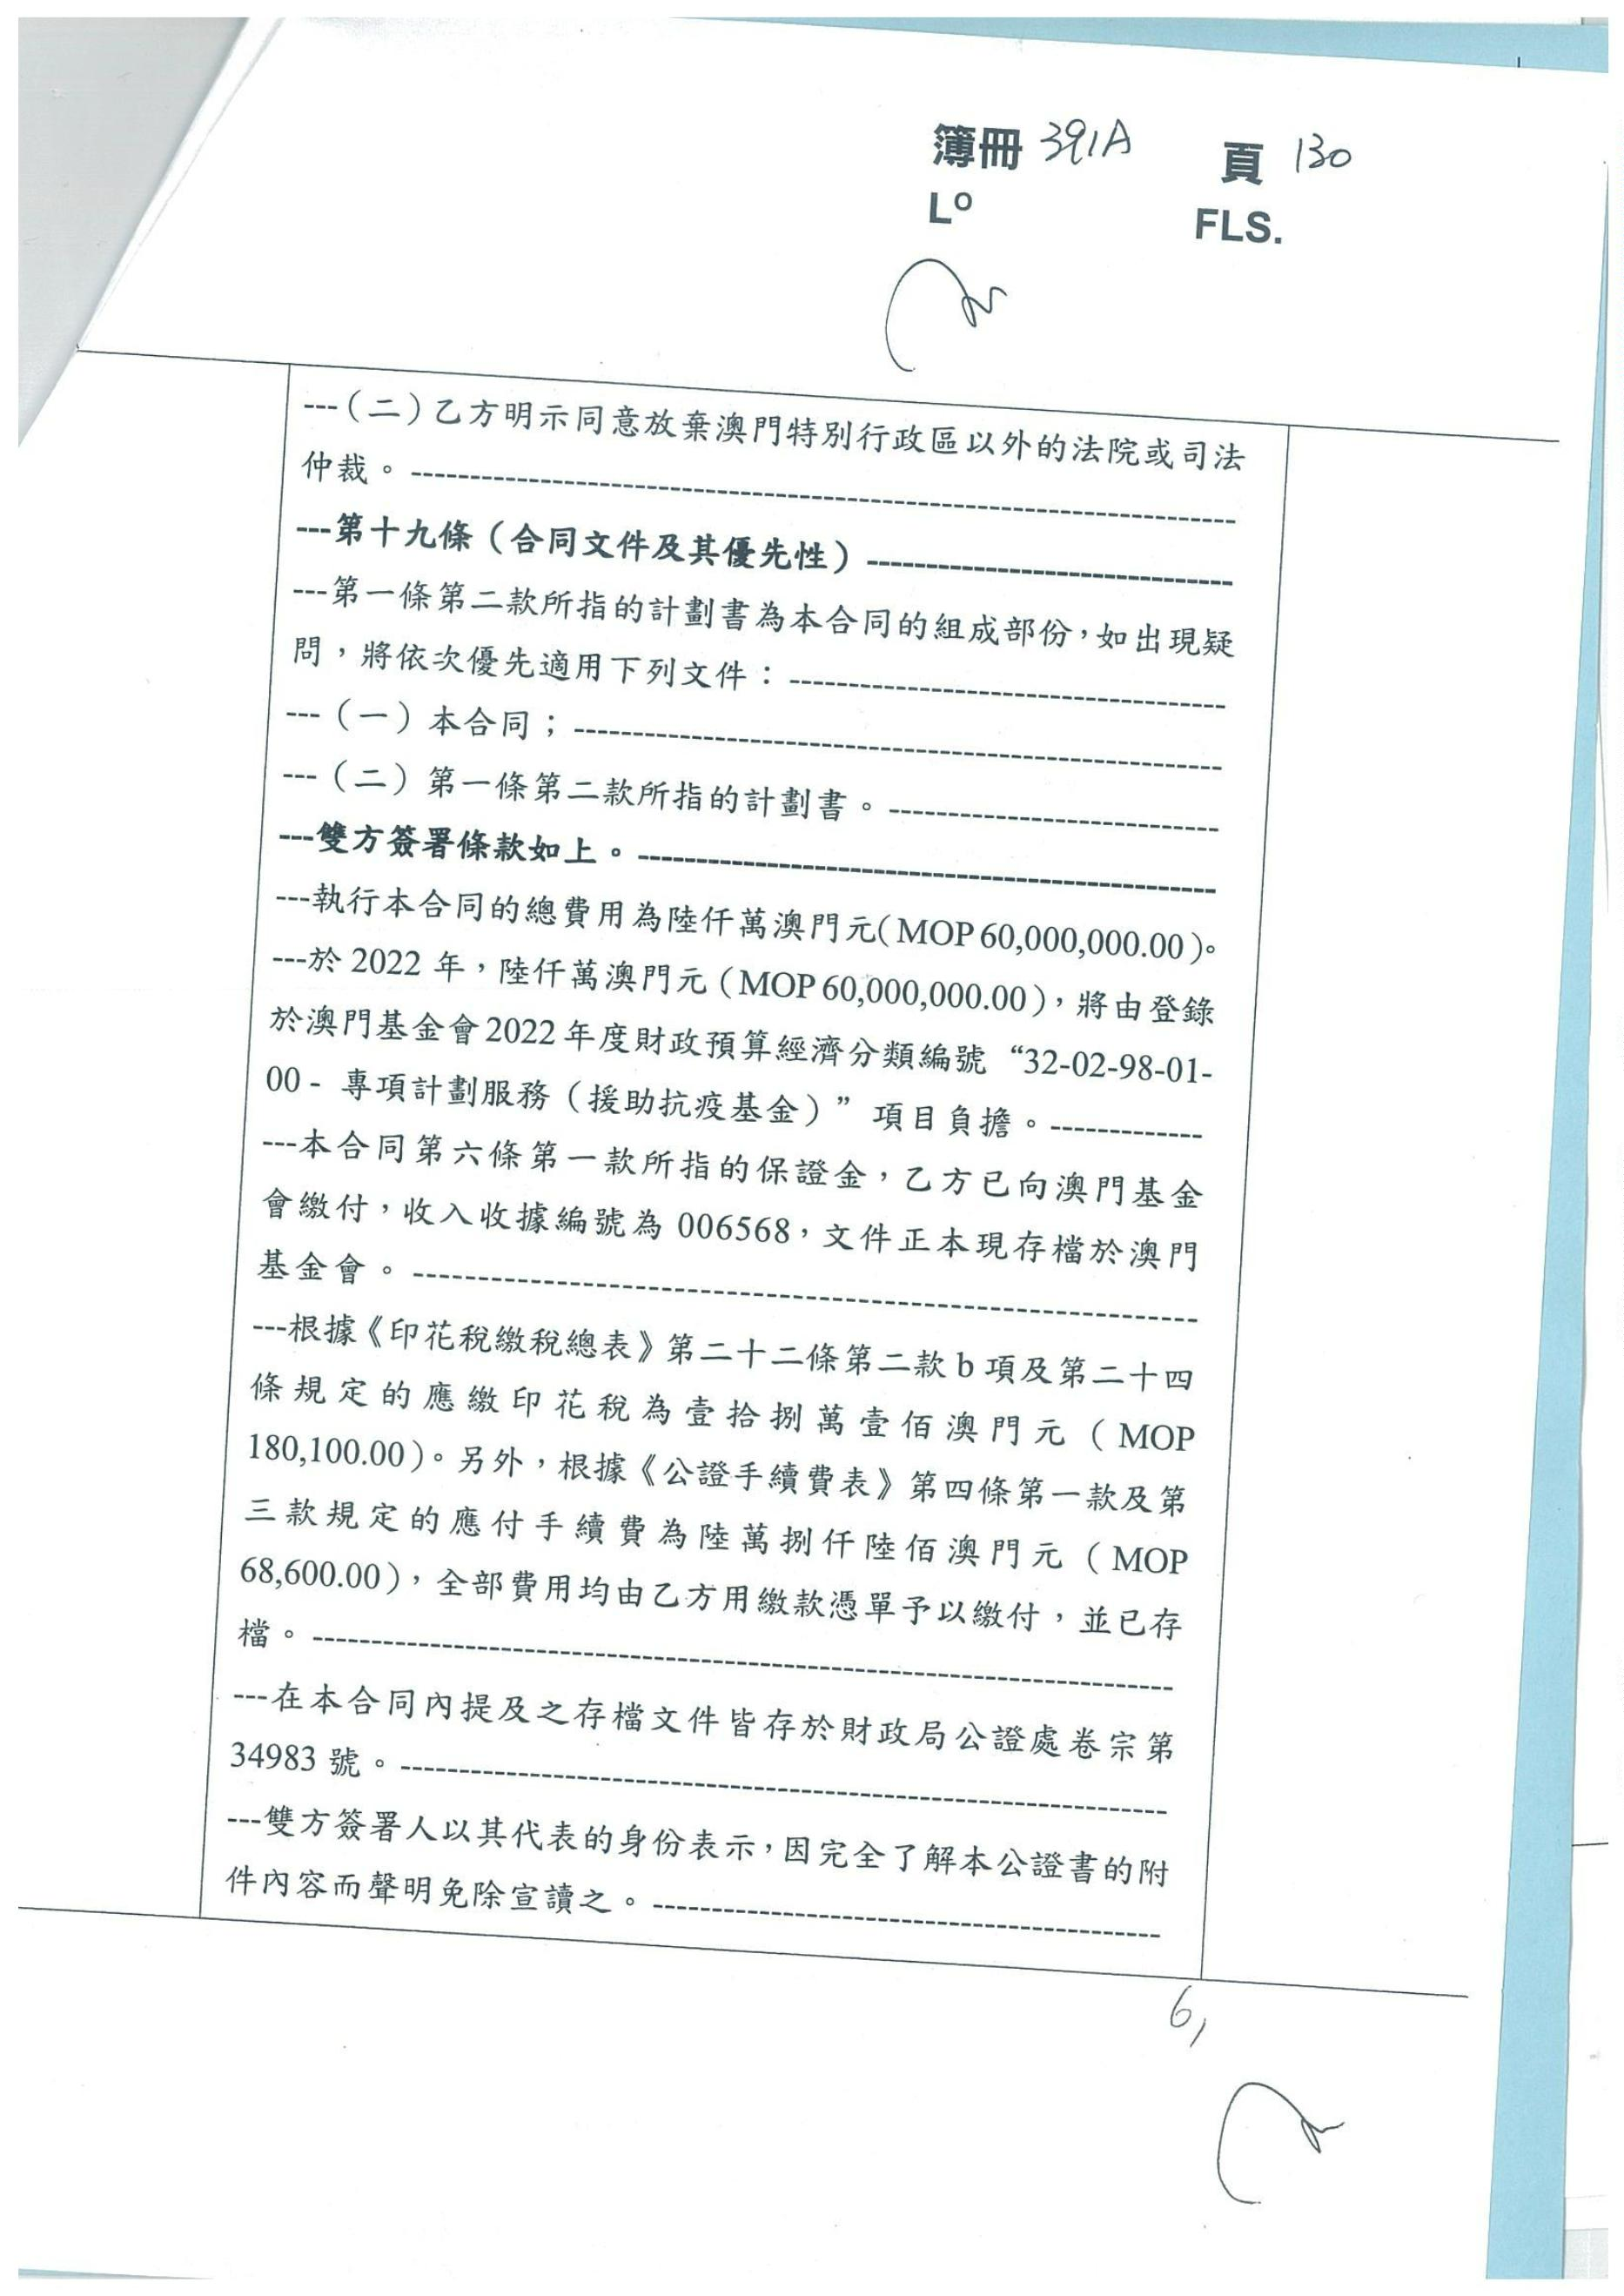 簿冊 391A 頁 130
Lº FLS.
---(二)乙方明示同意放棄澳門特別行政區以外的法院或司法
仲裁。----------------------------------------------------------------------
---第十九條(合同文件及其優先性)-------------------------------
---第一條第二款所指的計劃書為本合同的組成部份,如出現疑
問,將依次優先適用下列文件:-------------------------------------
---(一)本合同;-------------------------------------------------------
---(二)第一條第二款所指的計劃書。----------------------------
---雙方簽署條款如上。-------------------------------------------------
---執行本合同的總費用為陸仟萬澳門元(MOP 60,000,000.00)。
---於 2022 年,陸仟萬澳門元(MOP 60,000,000.00),將由登錄
於澳門基金會2022年度財政預算經濟分類編號“32-02-98-01-
00 - 專項計劃服務(援助抗疫基金)”項目負擔。-------------
---本合同第六條第一款所指的保證金,乙方已向澳門基金
會繳付,收入收據編號為 006568,文件正本現存檔於澳門
基金會。-------------------------------------------------------------------
---根據《印花稅繳稅總表》第二十二條第二款 b 項及第二十四
條規定的應繳印花稅為壹拾捌萬壹佰澳門元(MOP
180,100.00)。另外,根據《公證手續費表》第四條第一款及第
三款規定的應付手續費為陸萬捌仟陸佰澳門元(MOP
68,600.00),全部費用均由乙方用繳款憑單予以繳付,並已存
檔。-------------------------------------------------------------------------
---在本合同內提及之存檔文件皆存於財政局公證處卷宗第
34983 號。-----------------------------------------------------------------
---雙方簽署人以其代表的身份表示,因完全了解本公證書的附
件內容而聲明免除宣讀之。-------------------------------------------
6,